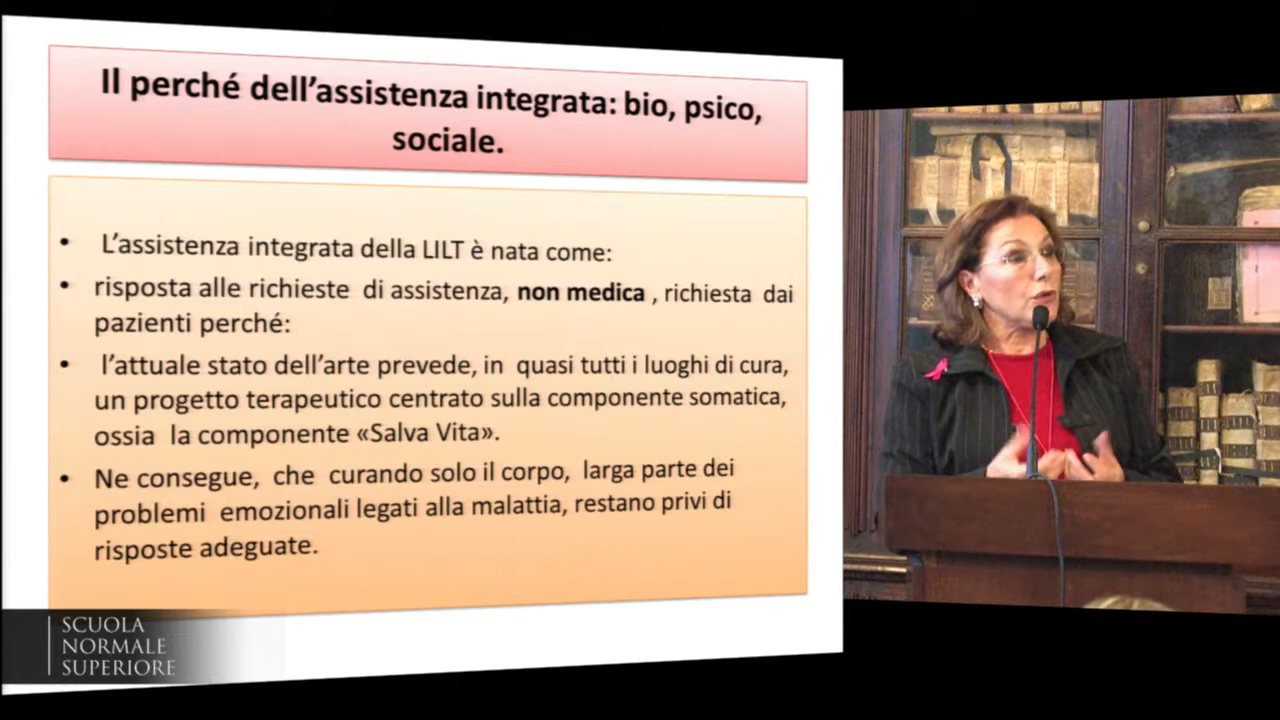 Il perché dell’assistenza integrata: bio, psico,
sociale.
• L’assistenza integrata della LILT è nata come:
• risposta alle richieste di assistenza, non medica , richiesta dai
pazienti perché:
• l’attuale stato dell’arte prevede, in quasi tutti i luoghi di cura,
un progetto terapeutico centrato sulla componente somatica,
ossia la componente «Salva Vita».
• Ne consegue, che curando solo il corpo, larga parte dei
problemi emozionali legati alla malattia, restano privi di
risposte adeguate.
SCUOLA
NORMALE
SUPERIORE